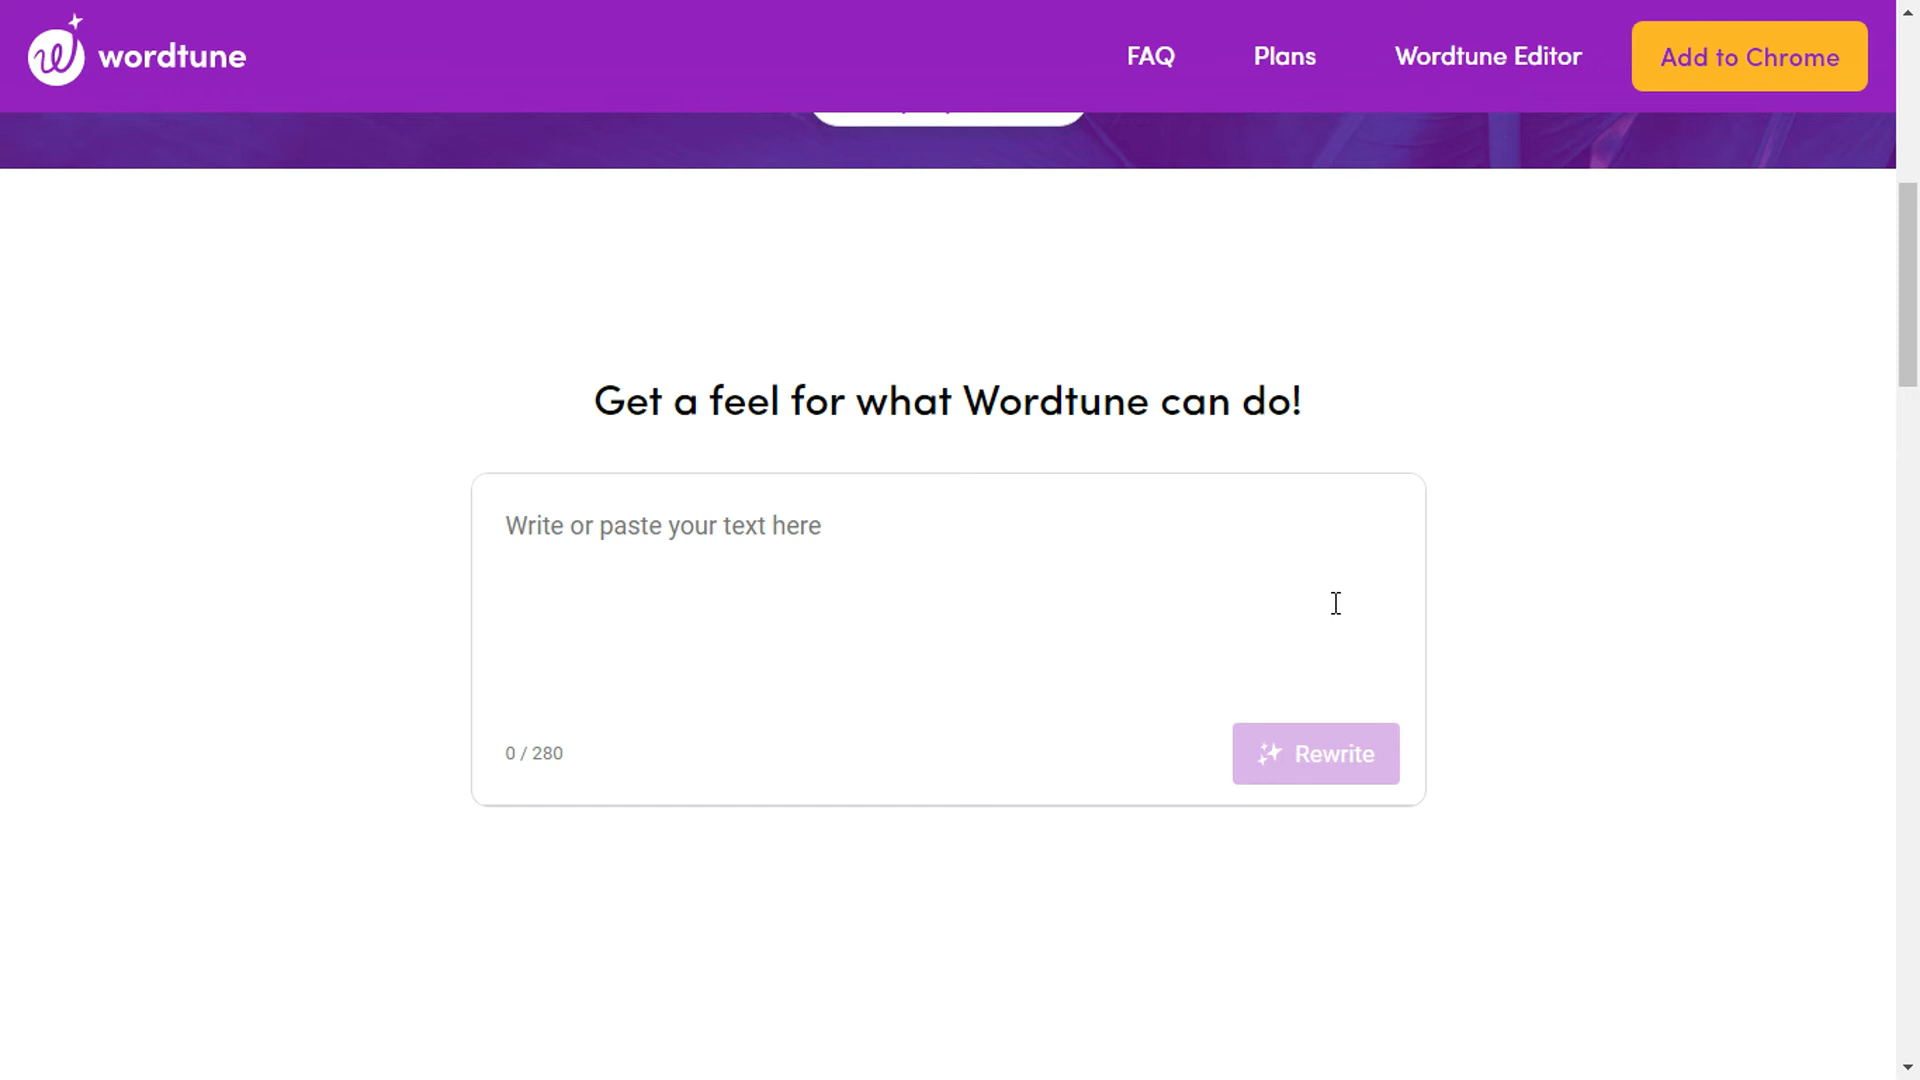 wordtune
FAQ
Plans
Wordtune Editor
Add to Chrome
Get a feel for what Wordtune can do!
Write or paste your text here
0 / 280
Rewrite